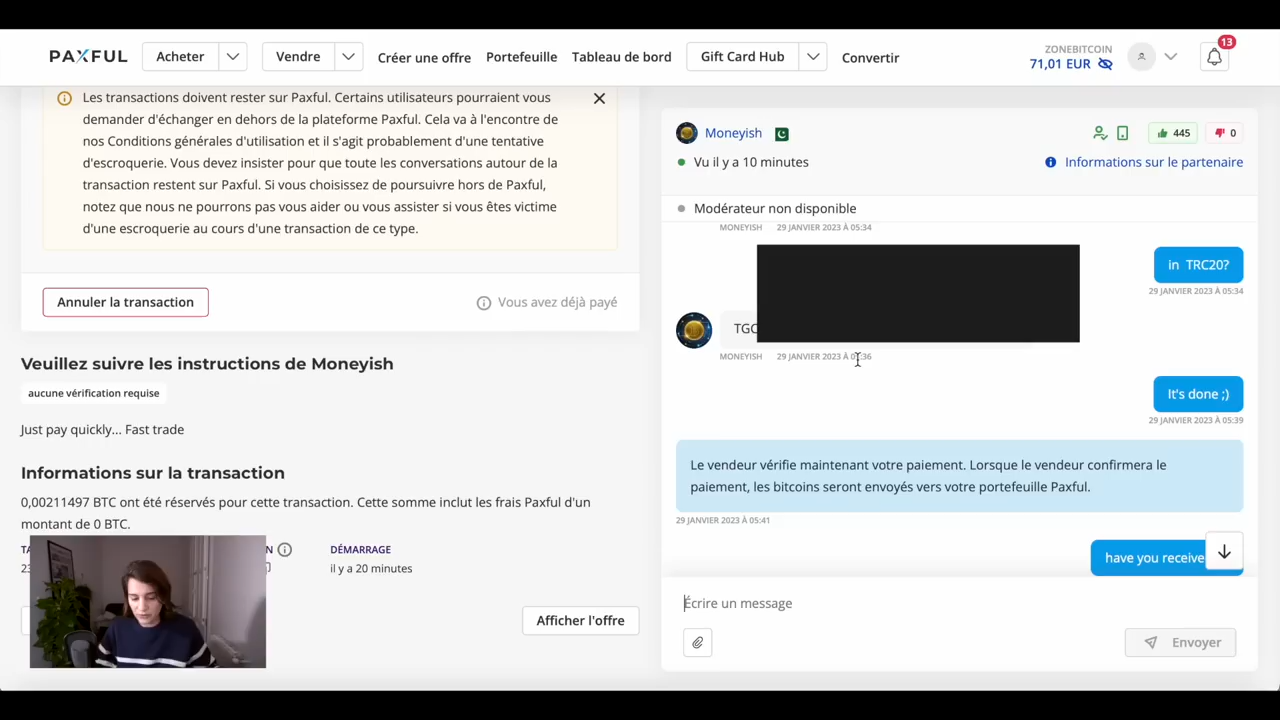 PAXFUL
Acheter
Vendre
Créer une offre
Portefeuille
Tableau de bord
Gift Card Hub
Convertir
ZONEBITCOIN
71,01 EUR
13
Les transactions doivent rester sur Paxful. Certains utilisateurs pourraient vous
demander d'échanger en dehors de la plateforme Paxful. Cela va à l'encontre de
nos Conditions générales d'utilisation et il s'agit probablement d'une tentative
d'escroquerie. Vous devez insister pour que toute les conversations autour de la
transaction restent sur Paxful. Si vous choisissez de poursuivre hors de Paxful,
notez que nous ne pourrons pas vous aider ou vous assister si vous êtes victime
d'une escroquerie au cours d'une transaction de ce type.
Annuler la transaction
Vous avez déjà payé
Veuillez suivre les instructions de Moneyish
aucune vérification requise
Just pay quickly... Fast trade
Informations sur la transaction
0,00211497 BTC ont été réservés pour cette transaction. Cette somme inclut les frais Paxful d'un
montant de 0 BTC.
DÉMARRAGE
il y a 20 minutes
Afficher l'offre
Moneyish
445
0
Vu il y a 10 minutes
Informations sur le partenaire
Modérateur non disponible
MONEYISH 29 JANVIER 2023 À 05:34
in TRC20?
29 JANVIER 2023 À 05:34
TGC
MONEYISH 29 JANVIER 2023 À 05:36
It's done ;)
29 JANVIER 2023 À 05:39
Le vendeur vérifie maintenant votre paiement. Lorsque le vendeur confirmera le
paiement, les bitcoins seront envoyés vers votre portefeuille Paxful.
29 JANVIER 2023 À 05:41
have you receive
Écrire un message
Envoyer